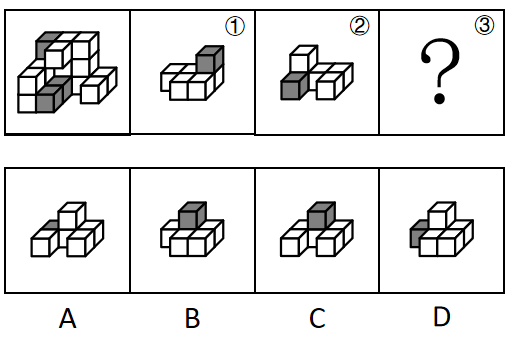 ① ② ③
?
A B C D